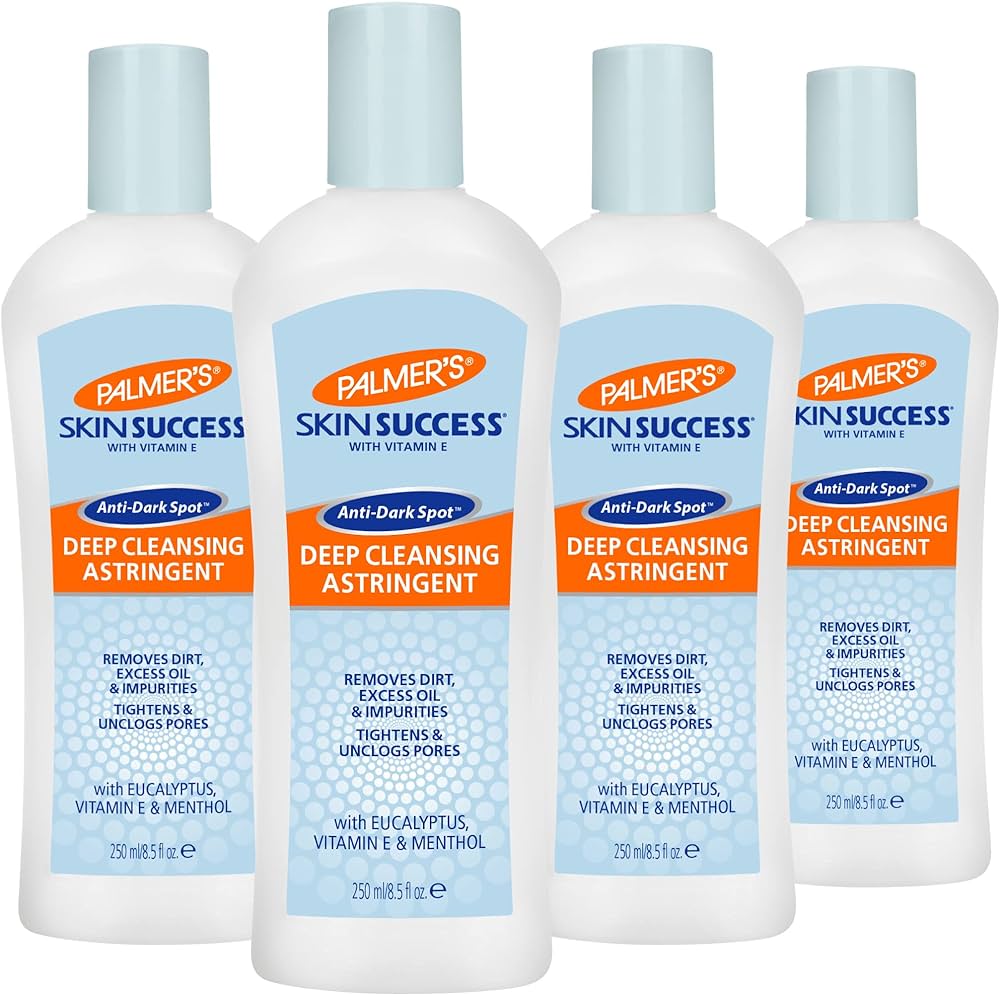 PALMER'S®
SKIN SUCCESS
WITH VITAMIN E
Anti-Dark Spot™
DEEP CLEANSING
ASTRINGENT
REMOVES DIRT,
EXCESS OIL
& IMPURITIES
TIGHTENS &
UNCLOGS PORES
with EUCALYPTUS,
VITAMIN E & MENTHOL
250 ml/8.5 fl oz. e
PALMER'S®
SKIN SUCCESS®
WITH VITAMIN E
Anti-Dark Spot™
DEEP CLEANSING
ASTRINGENT
REMOVES DIRT,
EXCESS OIL
& IMPURITIES
TIGHTENS &
UNCLOGS PORES
with EUCALYPTUS,
VITAMIN E & MENTHOL
250 ml/8.5 fl oz. e
PALMER'S®
SKIN SUCCESS®
WITH VITAMIN E
Anti-Dark Spot™
DEEP CLEANSING
ASTRINGENT
REMOVES DIRT,
EXCESS OIL
& IMPURITIES
TIGHTENS &
UNCLOGS PORES
with EUCALYPTUS,
VITAMIN E & MENTHOL
250 ml/8.5 fl oz. e
PALMER'S®
SKIN SUCCESS®
WITH VITAMIN E
Anti-Dark Spot™
DEEP CLEANSING
ASTRINGENT
REMOVES DIRT,
EXCESS OIL
& IMPURITIES
TIGHTENS &
UNCLOGS PORES
with EUCALYPTUS,
VITAMIN E & MENTHOL
250 ml/8.5 fl oz. e